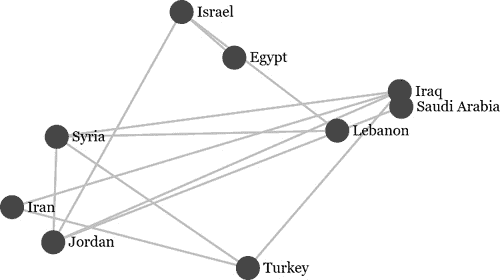 Israel
Egypt
Iraq
Saudi Arabia
Lebanon
Syria
Iran
Jordan
Turkey